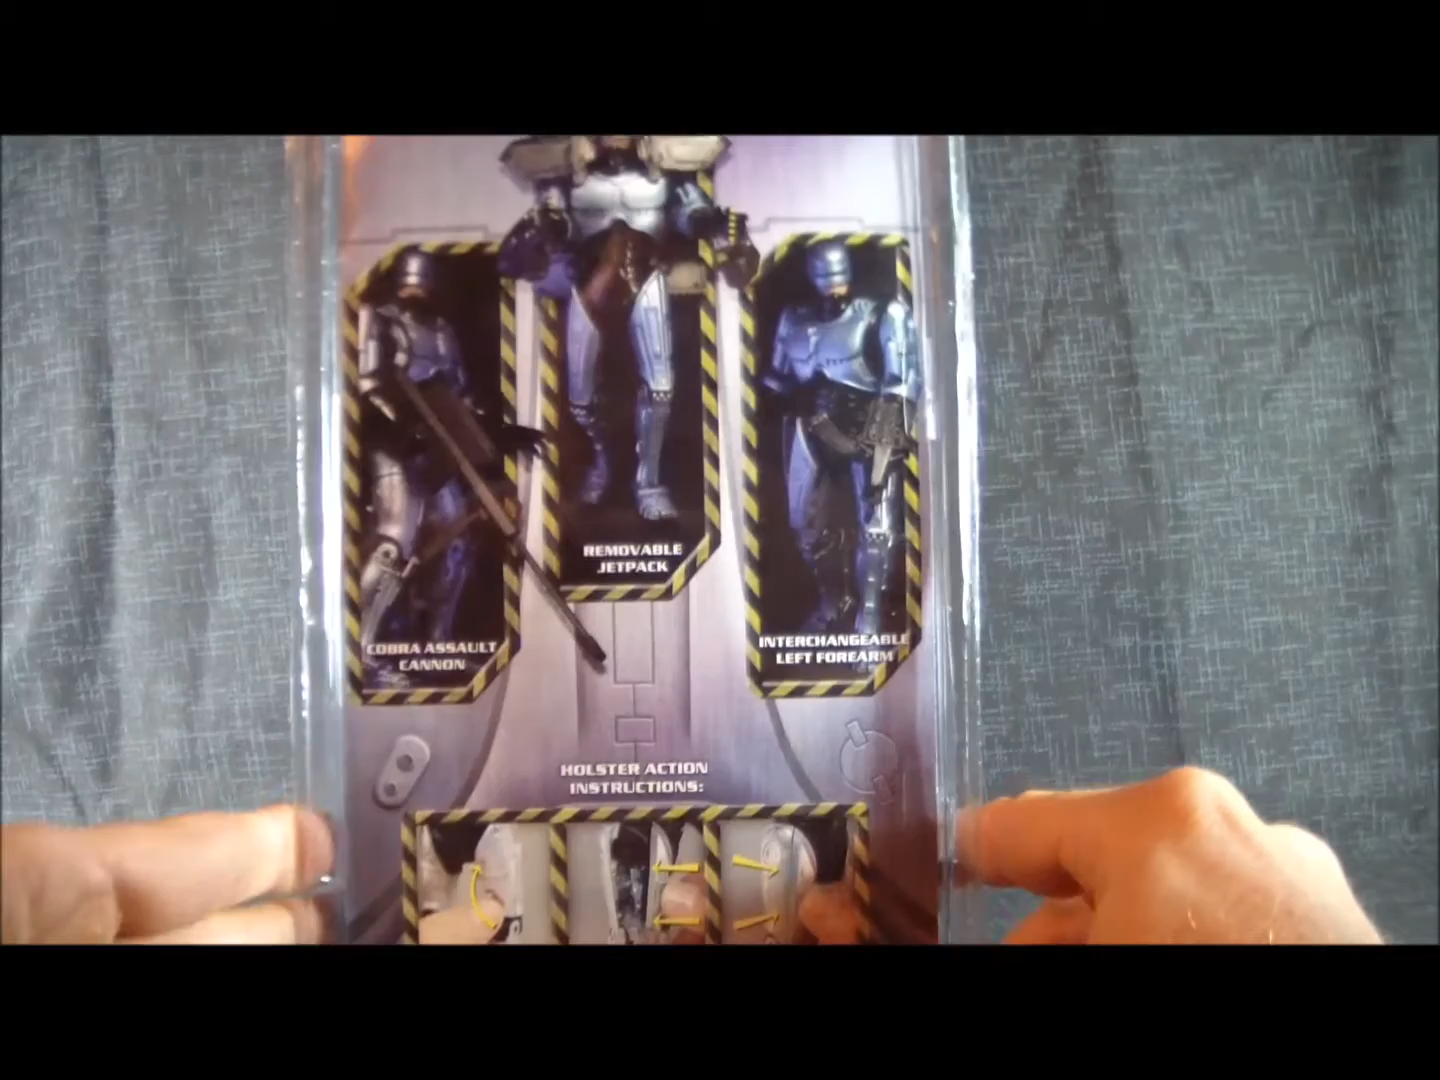 REMOVABLE
JETPACK
COBRA ASSAULT
CANNON
INTERCHANGEABLE
LEFT FOREARM
HOLSTER ACTION
INSTRUCTIONS: